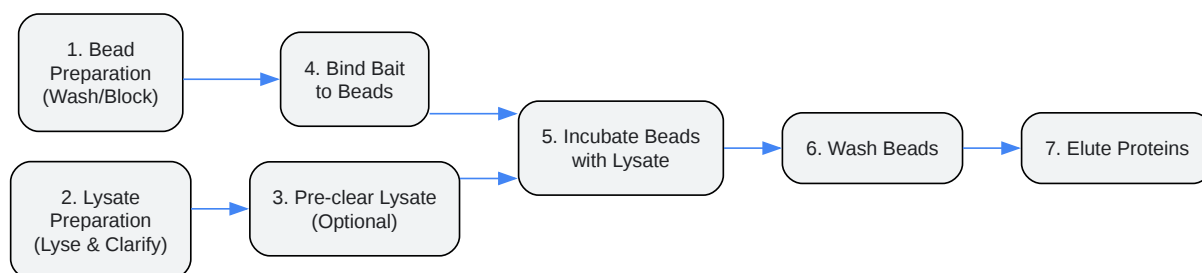 1. Bead
Preparation
(Wash/Block)
2. Lysate
Preparation
(Lyse & Clarify)
3. Pre-clear Lysate
(Optional)
4. Bind Bait
to Beads
5. Incubate Beads
with Lysate
6. Wash Beads
7. Elute Proteins